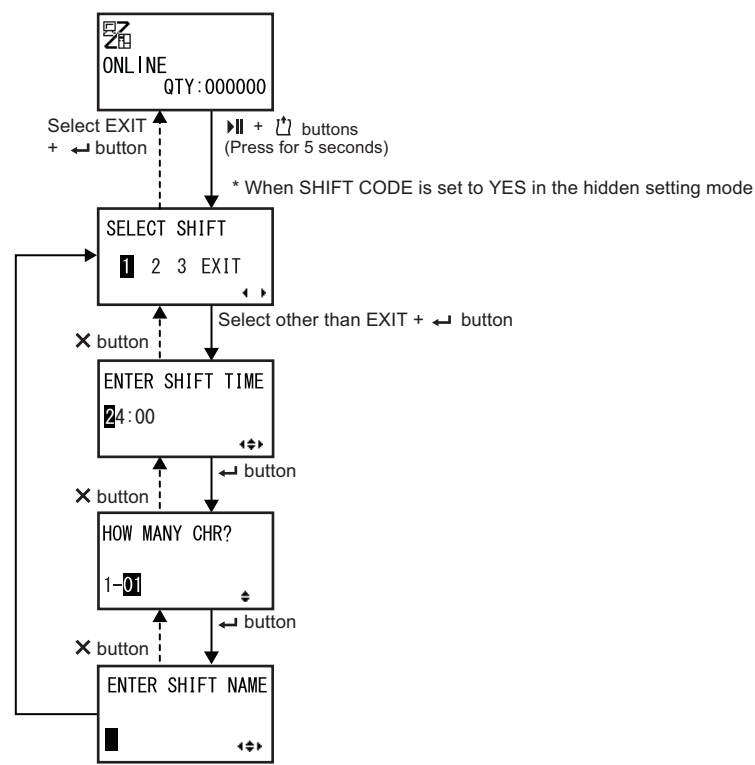 ONLINE
QTY:000000
Select EXIT
+ ↵ button
+ buttons
(Press for 5 seconds)
* When SHIFT CODE is set to YES in the hidden setting mode
SELECT SHIFT
1 2 3 EXIT
Select other than EXIT + ↵ button
✕ button
ENTER SHIFT TIME
24:00
↵ button
✕ button
HOW MANY CHR?
1-01
↵ button
✕ button
ENTER SHIFT NAME